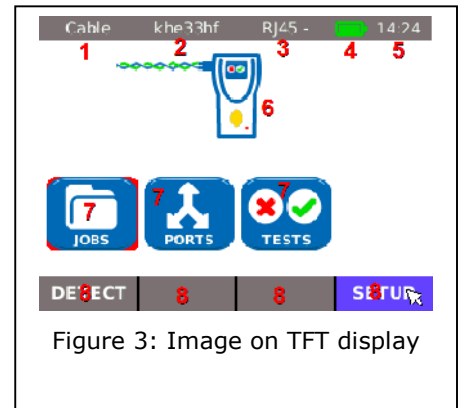 Cable khe33hf RJ45 - 14:24
1 2 3 4 5
6
7 7 7
JOBS PORTS TESTS
DETECT SETUP
8 8 8 8
Figure 3: Image on TFT display